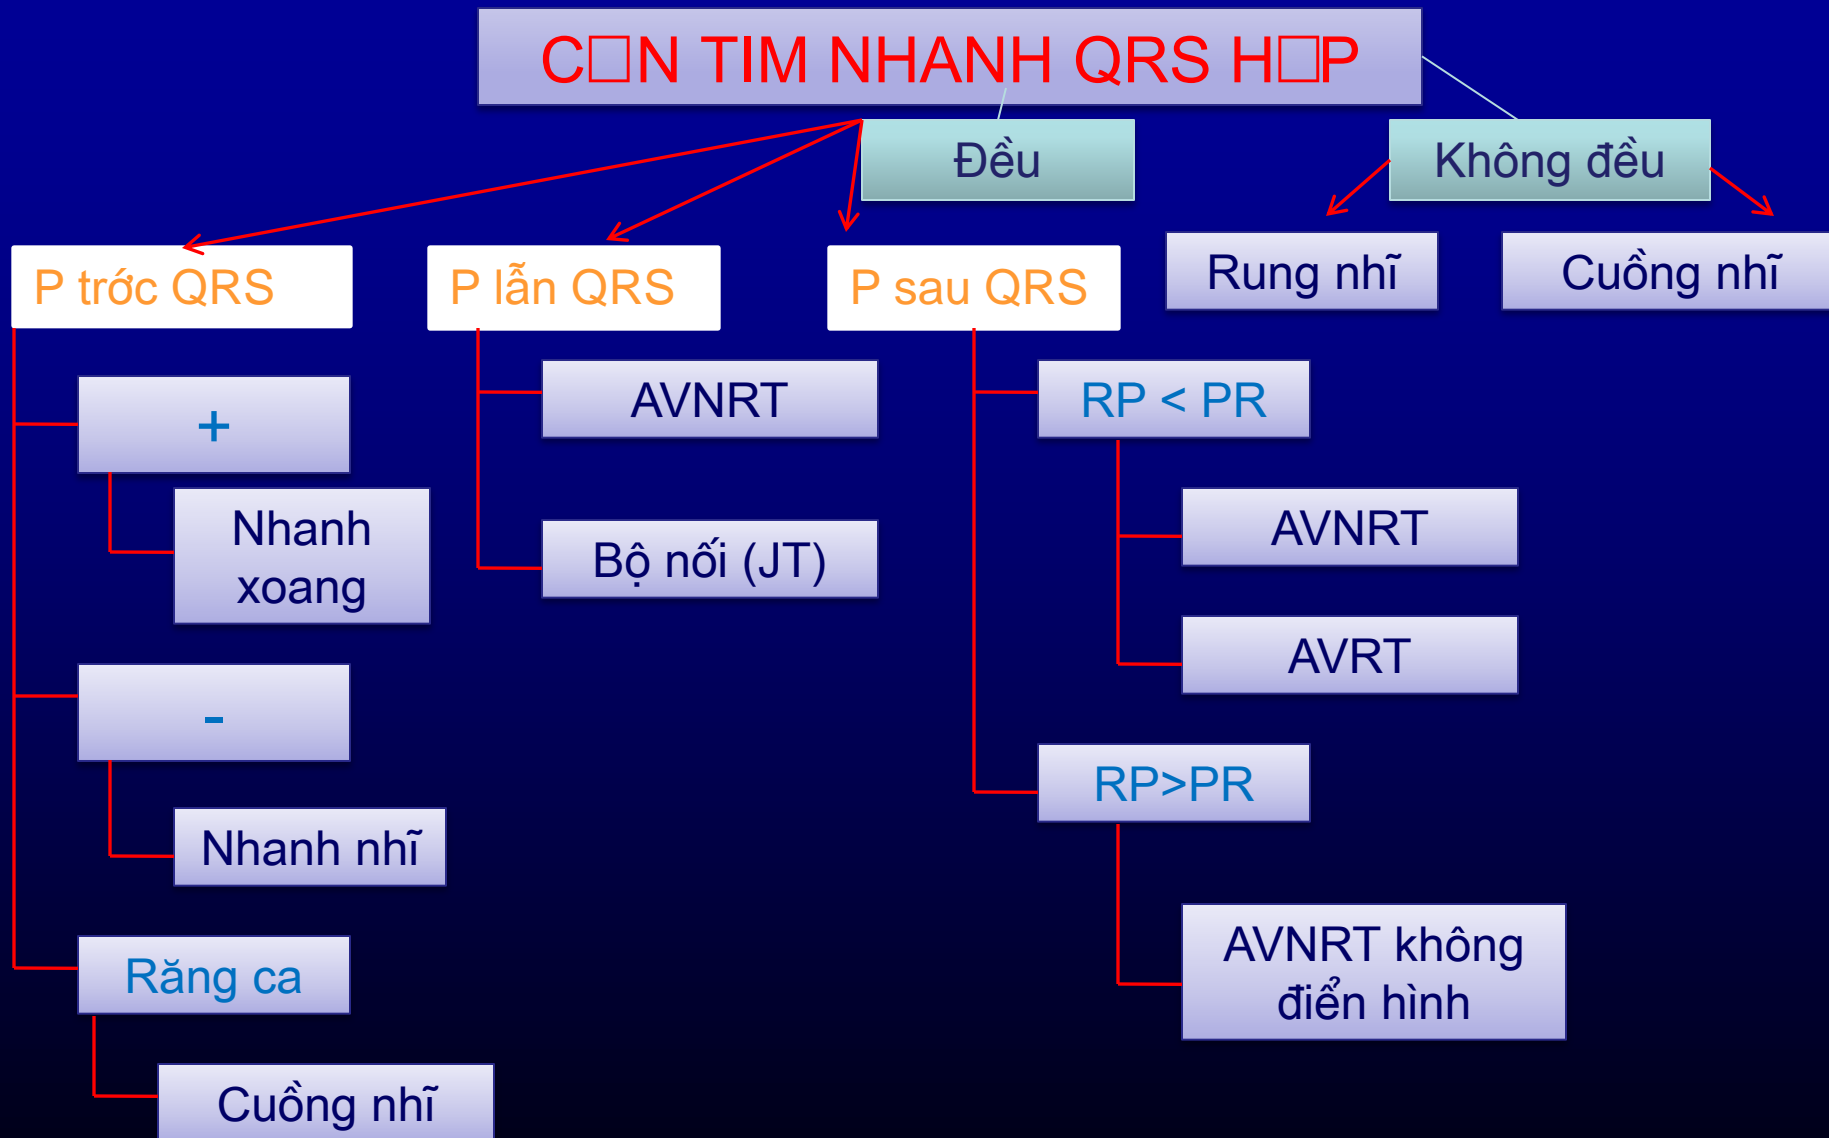 C□N TIM NHANH QRS H□P
Đều
Không đều
P trớc QRS
P lẫn QRS
P sau QRS
Rung nhĩ
Cuồng nhĩ
+
Nhanh
xoang
-
Nhanh nhĩ
Răng ca
Cuồng nhĩ
AVNRT
Bộ nối (JT)
RP < PR
AVNRT
AVRT
RP>PR
AVNRT không
điển hình